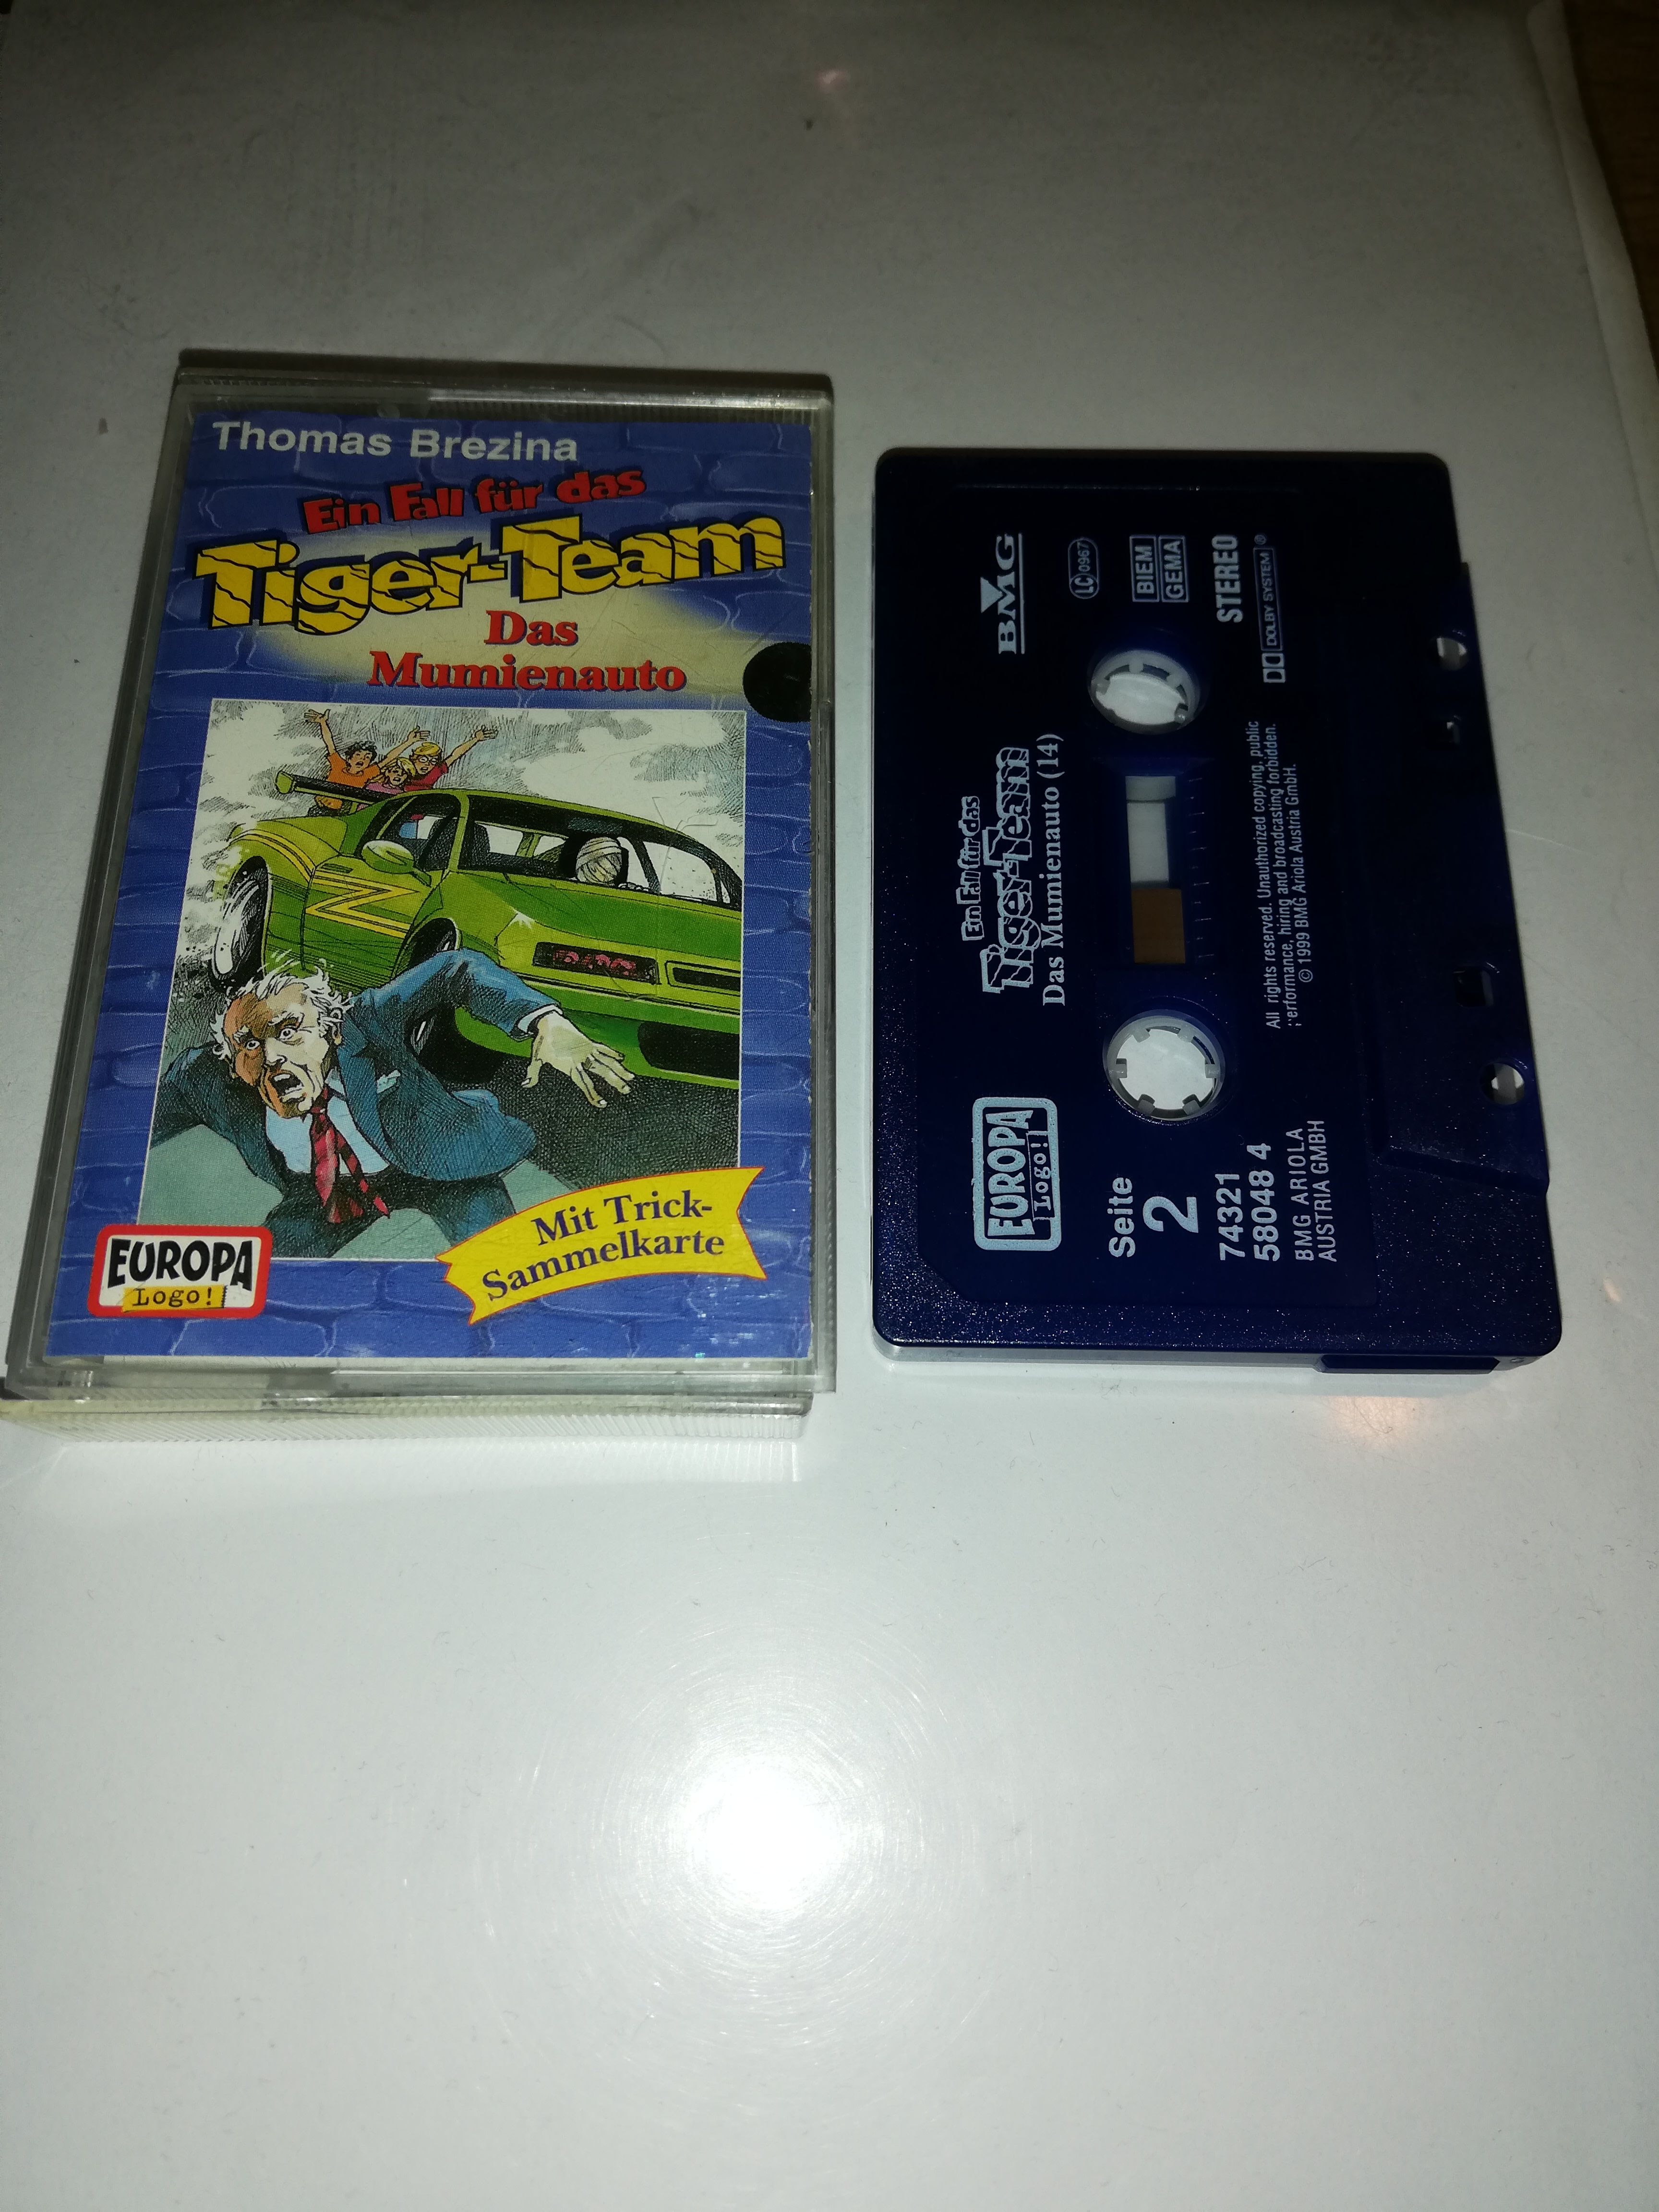 Thomas Brezina
Ein Fall für das
Tiger-Team
Das
Mumienauto
Mit Trick-
Sammelkarte
EUROPA
Logo!
EUROPA
Logo!
Ein Fall für das
Tiger-Team
Das Mumienauto (14)
BMG
LC 0967
BIEM
GEMA
STEREO
DOLBY SYSTEM ®
Seite
2
74321
58048 4
BMG ARIOLA
AUSTRIA GMBH
All rights reserved. Unauthorized copying, public
performance, hiring and broadcasting forbidden.
© 1999 BMG Ariola Austria GmbH.